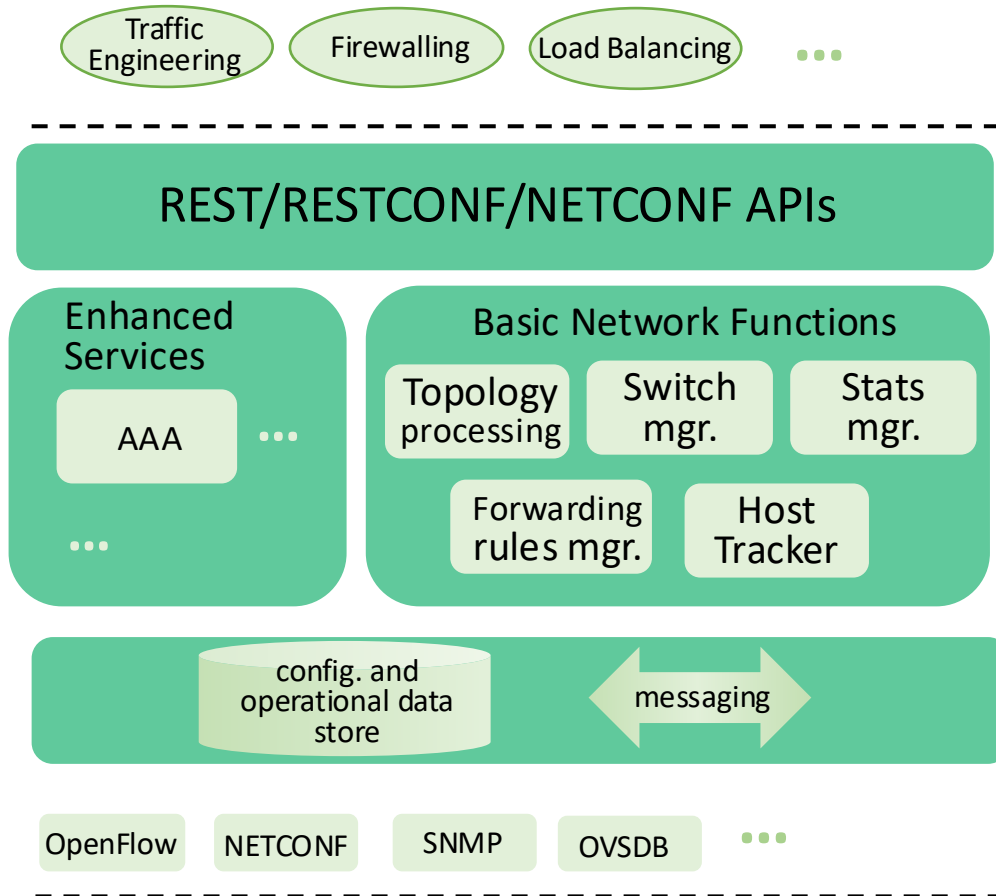 Traffic
Engineering
Firewalling
Load Balancing
...
REST/RESTCONF/NETCONF APIs
Enhanced
Services
AAA
...
...
Basic Network Functions
Topology
processing
Switch
mgr.
Stats
mgr.
Forwarding
rules mgr.
Host
Tracker
config. and
operational data
store
messaging
OpenFlow
NETCONF
SNMP
OVSDB
...